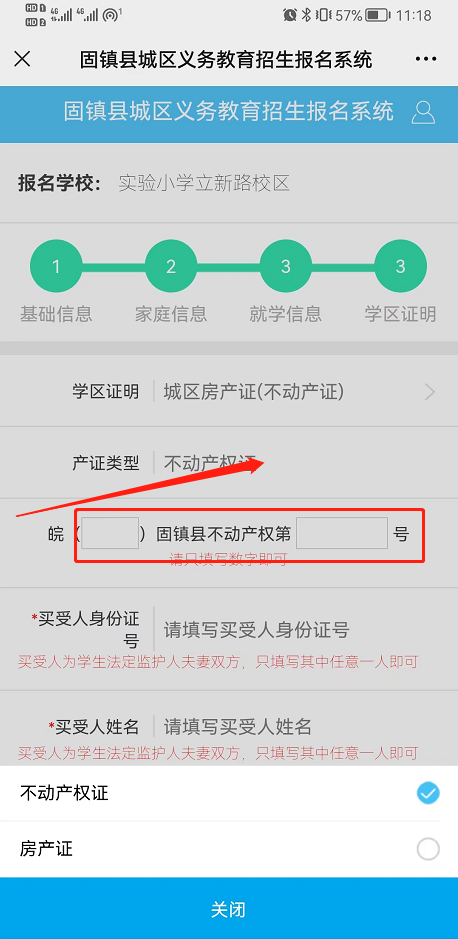 HD 1 4G 4G 1 57% 11:18
HD 2
固镇县城区义务教育招生报名系统
固镇县城区义务教育招生报名系统
报名学校： 实验小学立新路校区
1 2 3 3
基础信息 家庭信息 就学信息 学区证明
学区证明 城区房产证(不动产证)
产证类型 不动产权证
皖 ( ) 固镇县不动产权第 号
请只填写数字即可
*买受人身份证号 请填写买受人身份证号
买受人为学生法定监护人夫妻双方，只填写其中任意一人即可
*买受人姓名 请填写买受人姓名
买受人为学生法定监护人夫妻双方，只填写其中任意一人即可
不动产权证
房产证
关闭